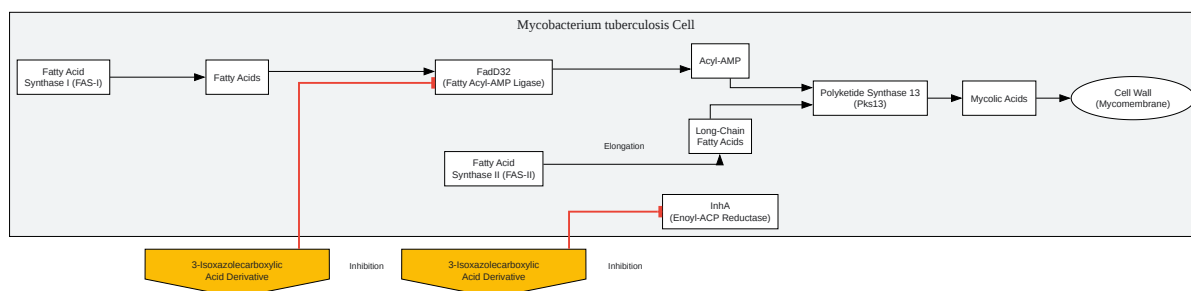 Mycobacterium tuberculosis Cell
Fatty Acid
Synthase I (FAS-I)
Fatty Acids
FadD32
(Fatty Acyl-AMP Ligase)
Acyl-AMP
Polyketide Synthase 13
(Pks13)
Mycolic Acids
Cell Wall
(Mycomembrane)
Long-Chain
Fatty Acids
Elongation
Fatty Acid
Synthase II (FAS-II)
InhA
(Enoyl-ACP Reductase)
3-Isoxazolecarboxylic
Acid Derivative
Inhibition
3-Isoxazolecarboxylic
Acid Derivative
Inhibition